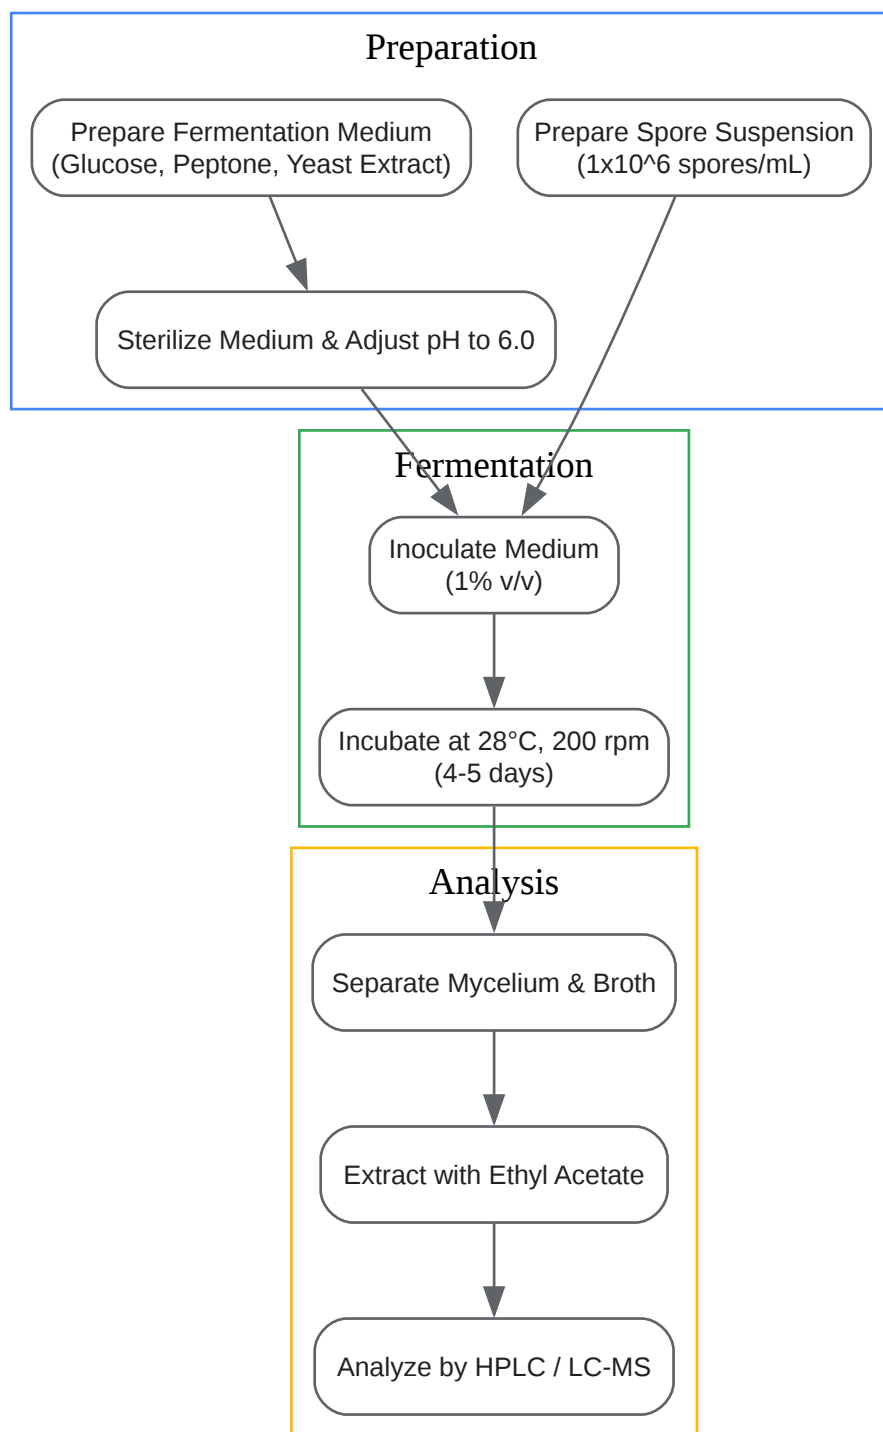 Preparation
Prepare Fermentation Medium
(Glucose, Peptone, Yeast Extract)
Prepare Spore Suspension
(1x10^6 spores/mL)
Sterilize Medium & Adjust pH to 6.0
Fermentation
Inoculate Medium
(1% v/v)
Incubate at 28°C, 200 rpm
(4-5 days)
Analysis
Separate Mycelium & Broth
Extract with Ethyl Acetate
Analyze by HPLC / LC-MS